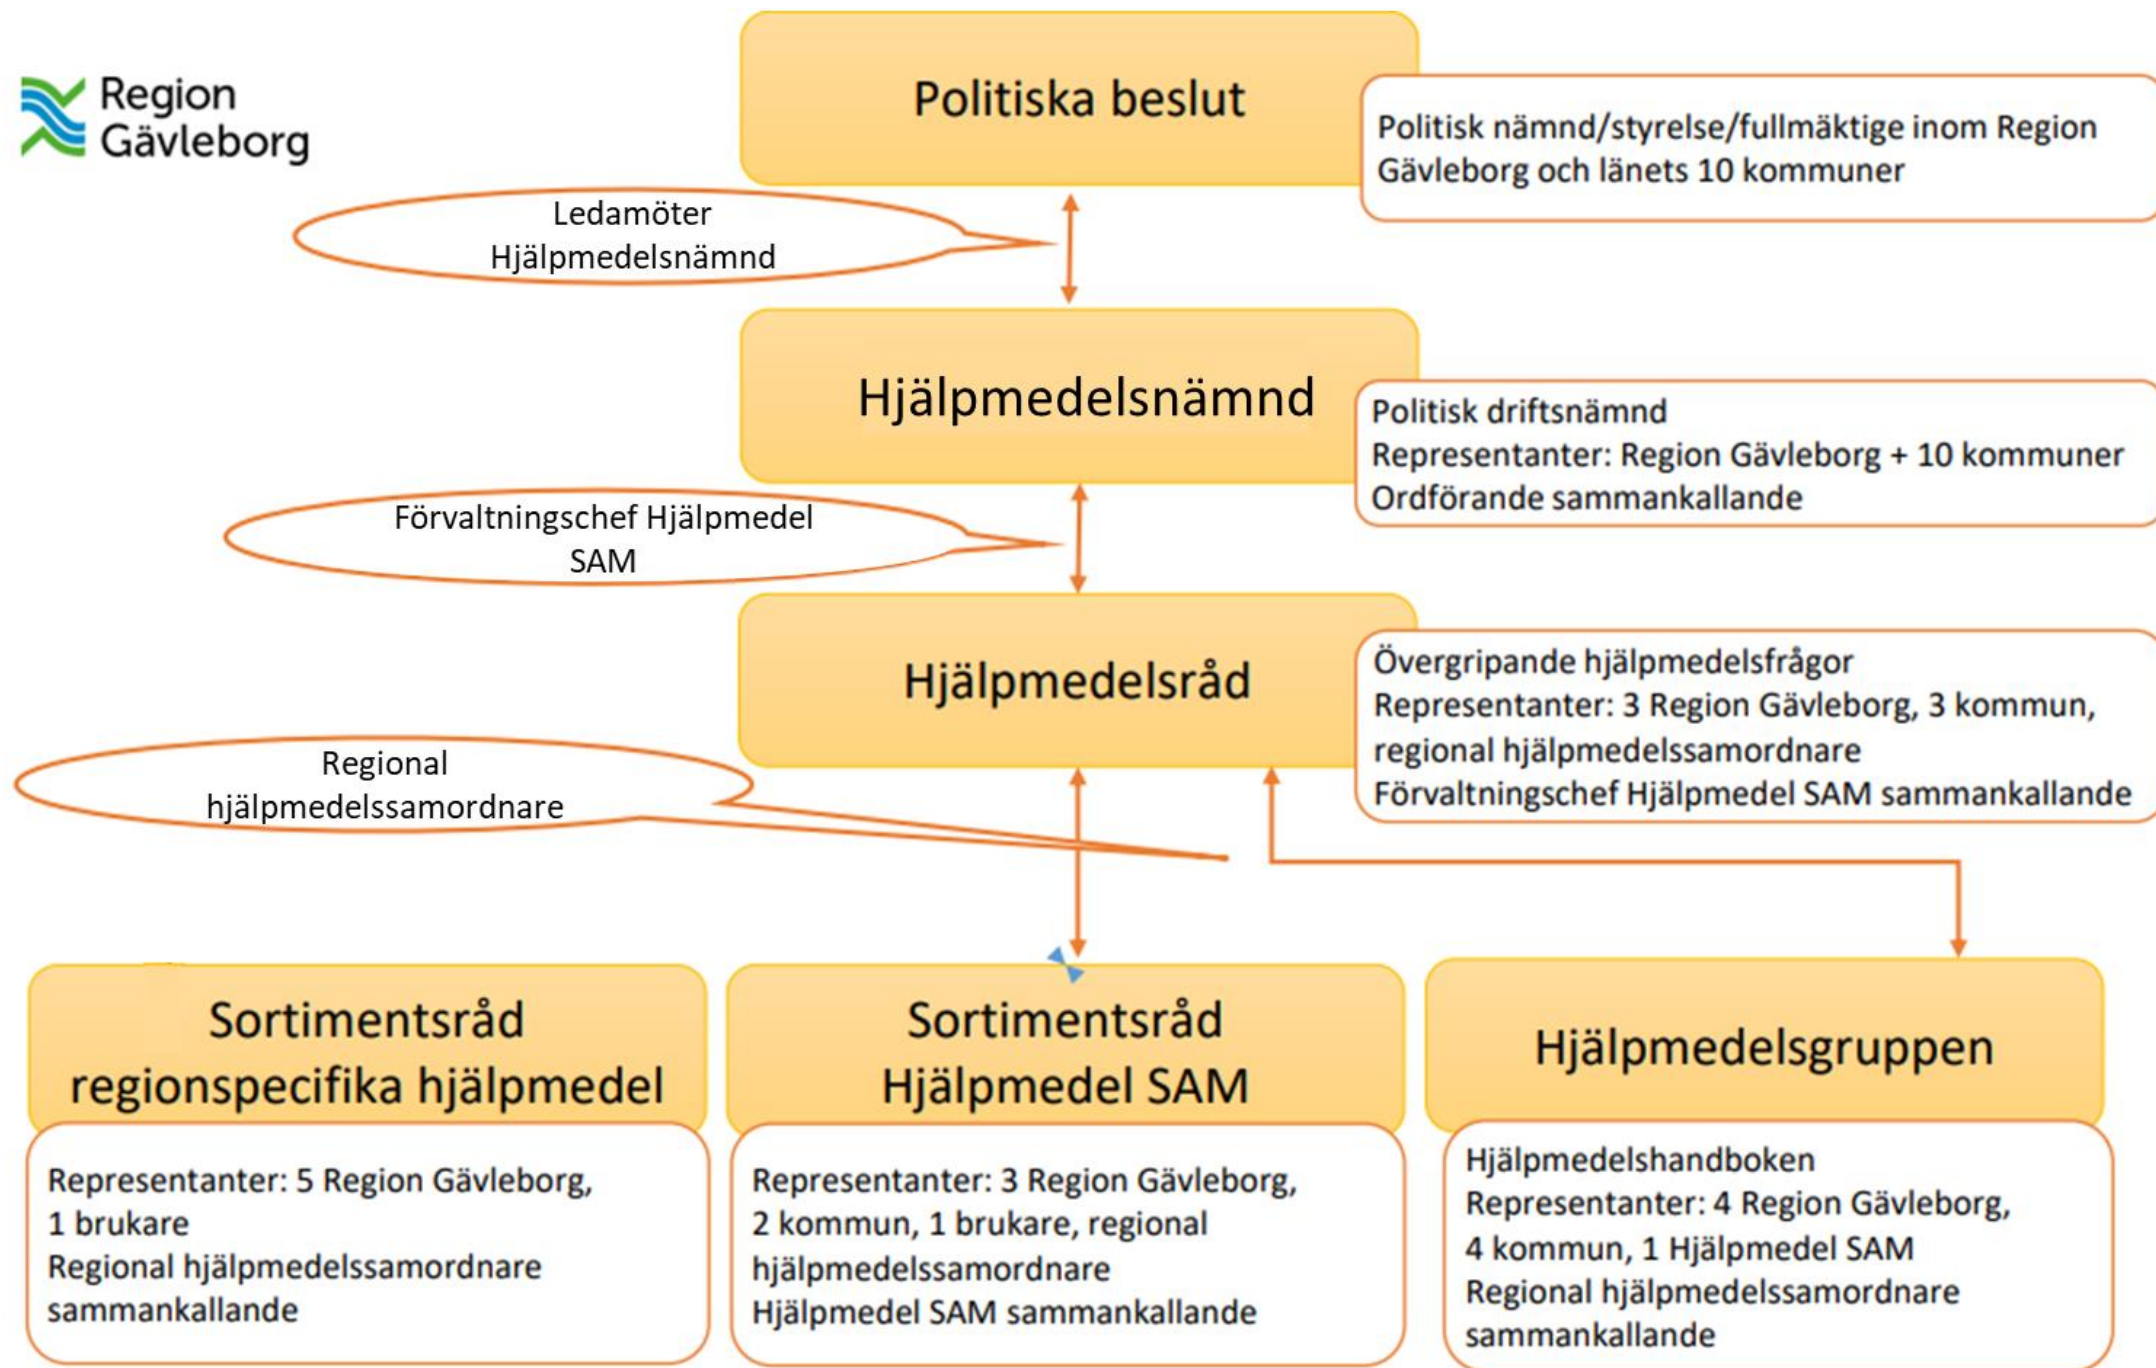 Region
Gävleborg
Politiska beslut
Politisk nämnd/styrelse/fullmäktige inom Region
Gävleborg och länets 10 kommuner
Ledamöter
Hjälpmedelsnämnd
Hjälpmedelsnämnd
Politisk driftsnämnd
Representanter: Region Gävleborg + 10 kommuner
Ordförande sammankallande
Förvaltningschef Hjälpmedel
SAM
Hjälpmedelsråd
Övergripande hjälpmedelsfrågor
Representanter: 3 Region Gävleborg, 3 kommun,
regional hjälpmedelssamordnare
Förvaltningschef Hjälpmedel SAM sammankallande
Regional
hjälpmedelssamordnare
Sortimentsråd
regionspecifika hjälpmedel
Representanter: 5 Region Gävleborg,
1 brukare
Regional hjälpmedelssamordnare
sammankallande
Sortimentsråd
Hjälpmedel SAM
Representanter: 3 Region Gävleborg,
2 kommun, 1 brukare, regional
hjälpmedelssamordnare
Hjälpmedel SAM sammankallande
Hjälpmedelsgruppen
Hjälpmedelshandboken
Representanter: 4 Region Gävleborg,
4 kommun, 1 Hjälpmedel SAM
Regional hjälpmedelssamordnare
sammankallande